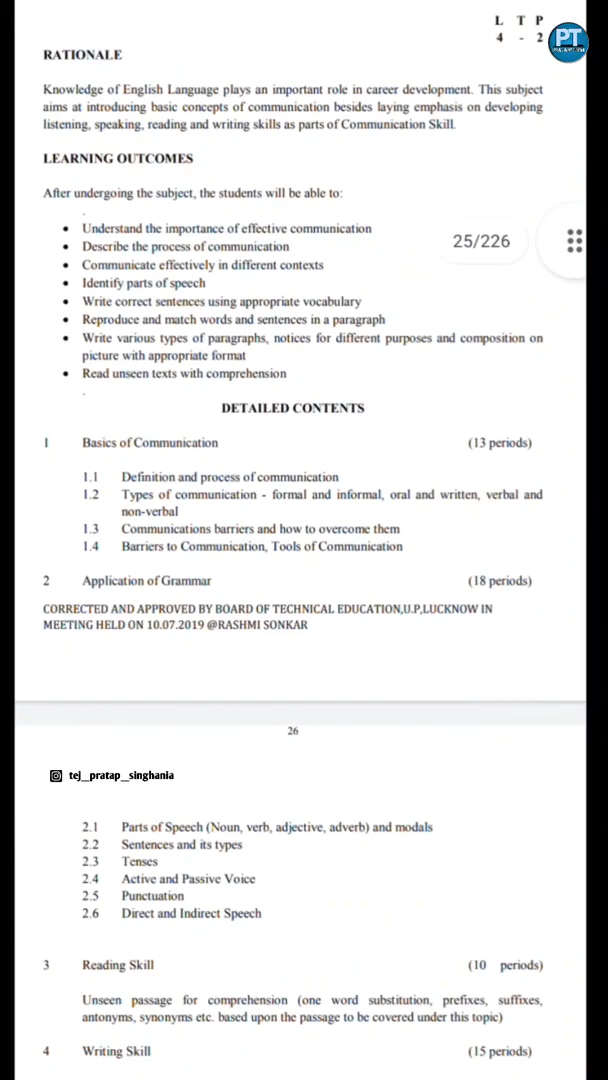 L T P
4 - 2
PT
RATIONALE
Knowledge of English Language plays an important role in career development. This subject
aims at introducing basic concepts of communication besides laying emphasis on developing
listening, speaking, reading and writing skills as parts of Communication Skill.
LEARNING OUTCOMES
After undergoing the subject, the students will be able to:
• Understand the importance of effective communication
• Describe the process of communication
25/226
• Communicate effectively in different contexts
• Identify parts of speech
• Write correct sentences using appropriate vocabulary
• Reproduce and match words and sentences in a paragraph
• Write various types of paragraphs, notices for different purposes and composition on
picture with appropriate format
• Read unseen texts with comprehension
DETAILED CONTENTS
1 Basics of Communication (13 periods)
1.1 Definition and process of communication
1.2 Types of communication - formal and informal, oral and written, verbal and
non-verbal
1.3 Communications barriers and how to overcome them
1.4 Barriers to Communication, Tools of Communication
2 Application of Grammar (18 periods)
CORRECTED AND APPROVED BY BOARD OF TECHNICAL EDUCATION,U.P,LUCKNOW IN
MEETING HELD ON 10.07.2019 @RASHMI SONKAR
26
tej_pratap_singhania
2.1 Parts of Speech (Noun, verb, adjective, adverb) and modals
2.2 Sentences and its types
2.3 Tenses
2.4 Active and Passive Voice
2.5 Punctuation
2.6 Direct and Indirect Speech
3 Reading Skill (10 periods)
Unseen passage for comprehension (one word substitution, prefixes, suffixes,
antonyms, synonyms etc. based upon the passage to be covered under this topic)
4 Writing Skill (15 periods)